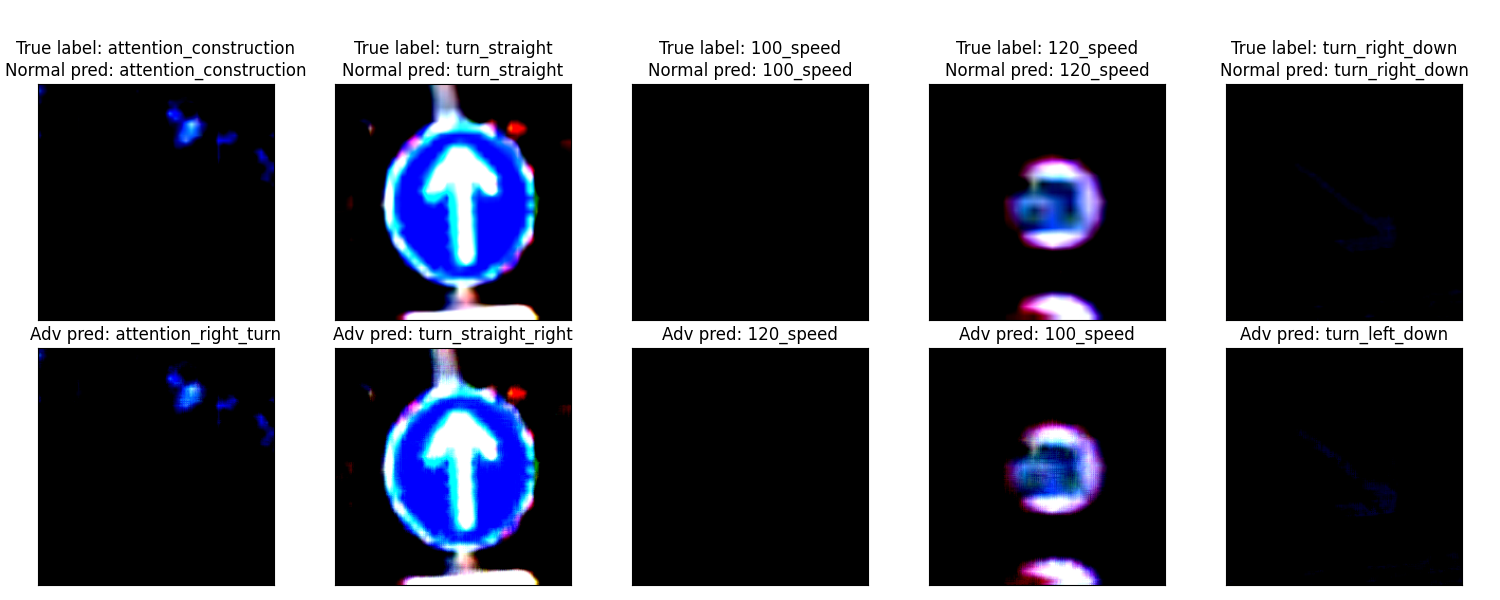 True label: attention_construction
Normal pred: attention_construction
True label: turn_straight
Normal pred: turn_straight
True label: 100_speed
Normal pred: 100_speed
True label: 120_speed
Normal pred: 120_speed
True label: turn_right_down
Normal pred: turn_right_down
Adv pred: attention_right_turn
Adv pred: turn_straight_right
Adv pred: 120_speed
Adv pred: 100_speed
Adv pred: turn_left_down